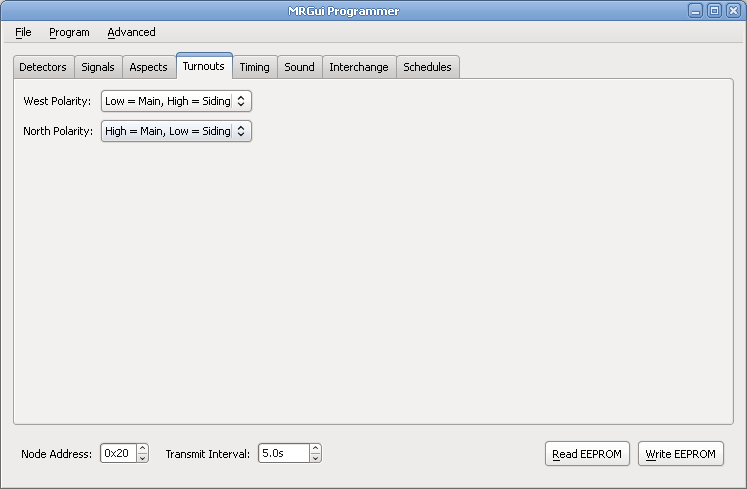 MRGui Programmer
File Program Advanced
Detectors Signals Aspects Turnouts Timing Sound Interchange Schedules
West Polarity: Low = Main, High = Siding
North Polarity: High = Main, Low = Siding
Node Address: 0x20 Transmit Interval: 5.0s Read EEPROM Write EEPROM